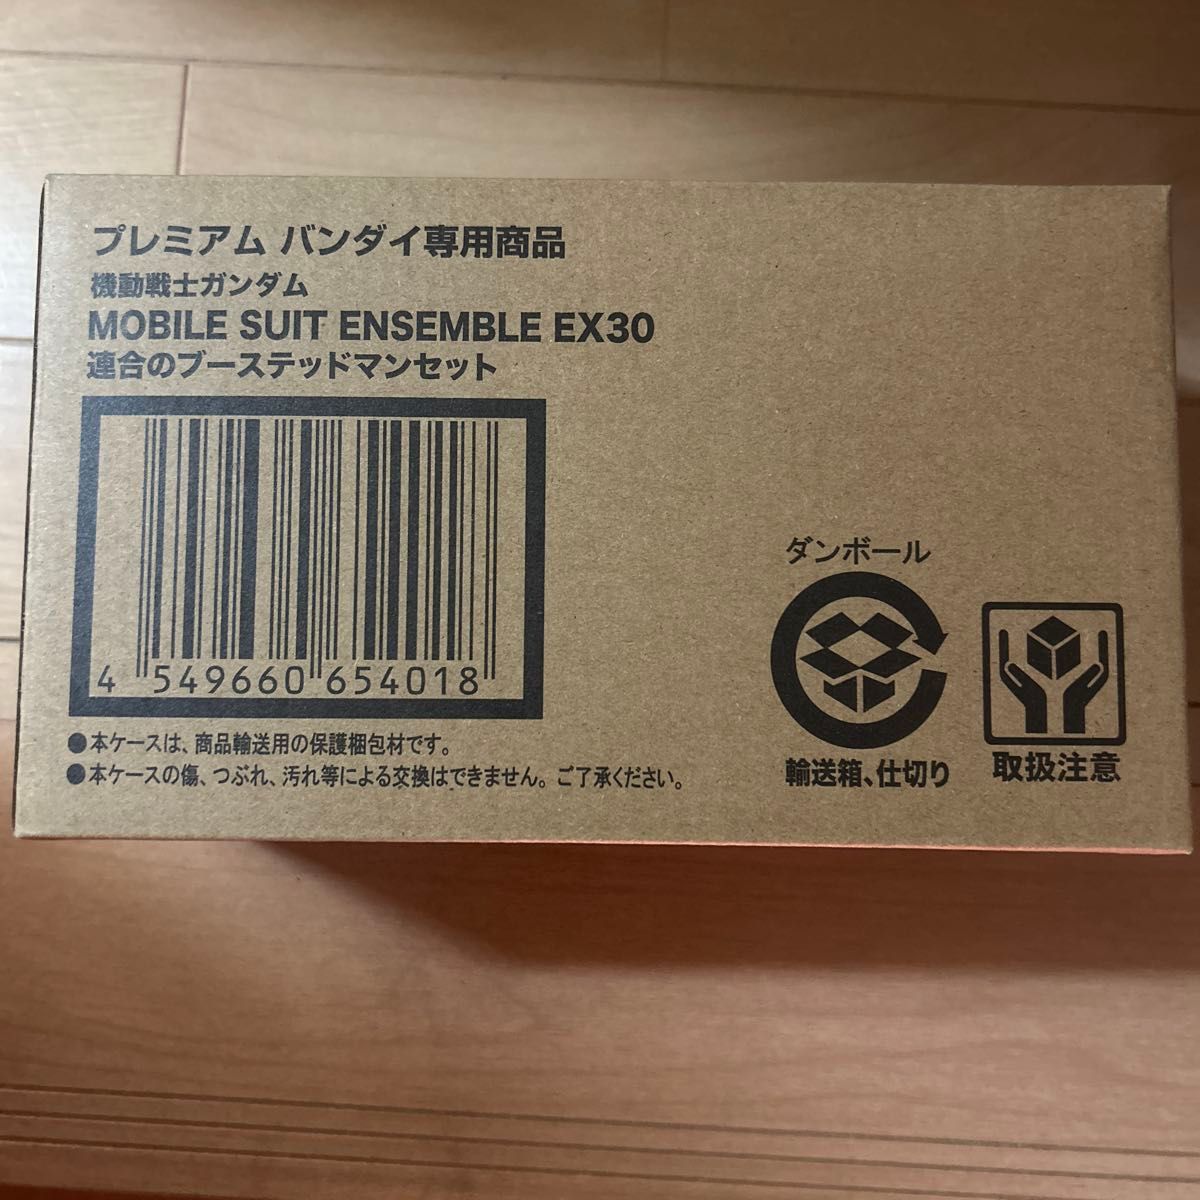 プレミアム バンダイ専用商品
機動戦士ガンダム
MOBILE SUIT ENSEMBLE EX30
連合のブーステッドマンセット
4 549660 654018
●本ケースは、商品輸送用の保護梱包材です。
●本ケースの傷、つぶれ、汚れ等による交換はできません。ご了承ください。
ダンボール
輸送箱、仕切り
取扱注意